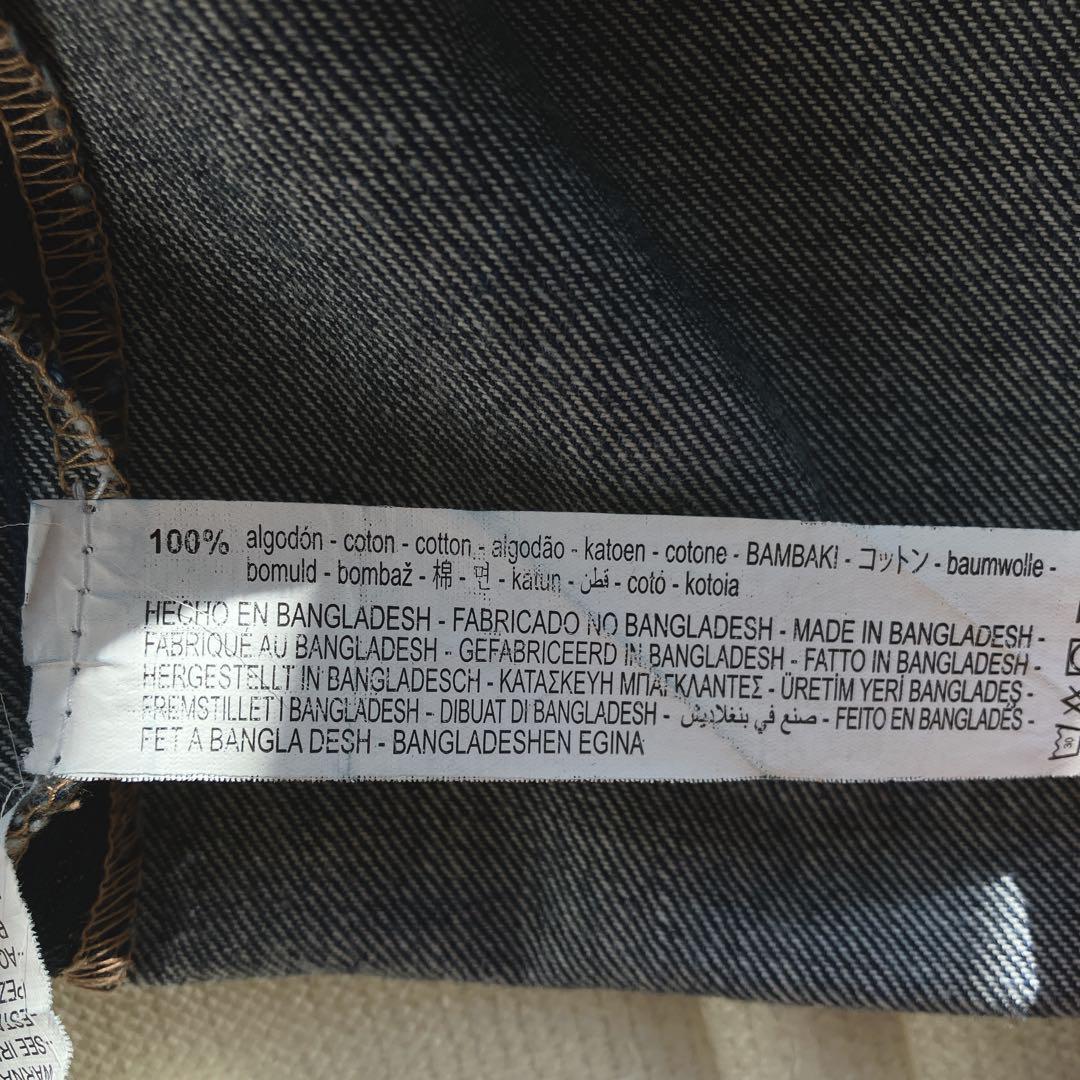 100% algodón - coton - cotton - algodão - katoen - cotone - BAMBAKI - コットン - baumwolle -
bomuld - bombaž - 棉 - 면 - katun - قطن - cotó - kotoia
HECHO EN BANGLADESH - FABRICADO NO BANGLADESH - MADE IN BANGLADESH -
FABRIQUÉ AU BANGLADESH - GEFABRICEERD IN BANGLADESH - FATTO IN BANGLADESH -
HERGESTELLT IN BANGLADESCH - ΚΑΤΑΣΚΕΥΗ ΜΠΑΓΚΛΑΝΤΕΣ - ÜRETİM YERİ BANGLADEŞ -
FREMSTILLET I BANGLADESH - DIBUAT DI BANGLADESH - صنع في بنغلاديش - FEITO EN BANGLADÉS -
FET A BANGLA DESH - BANGLADESHEN EGINA
30